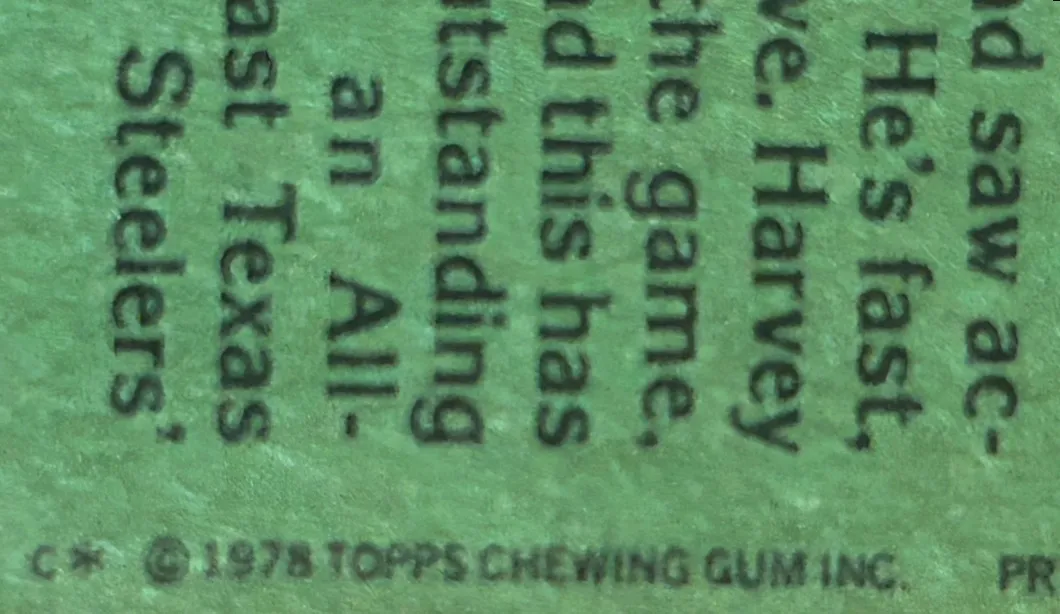 nd saw ac-
He's fast,
ve. Harvey
the game.
nd this has
tstanding
an All-
ast Texas
Steelers'
C* © 1978 TOPPS CHEWING GUM INC. PR